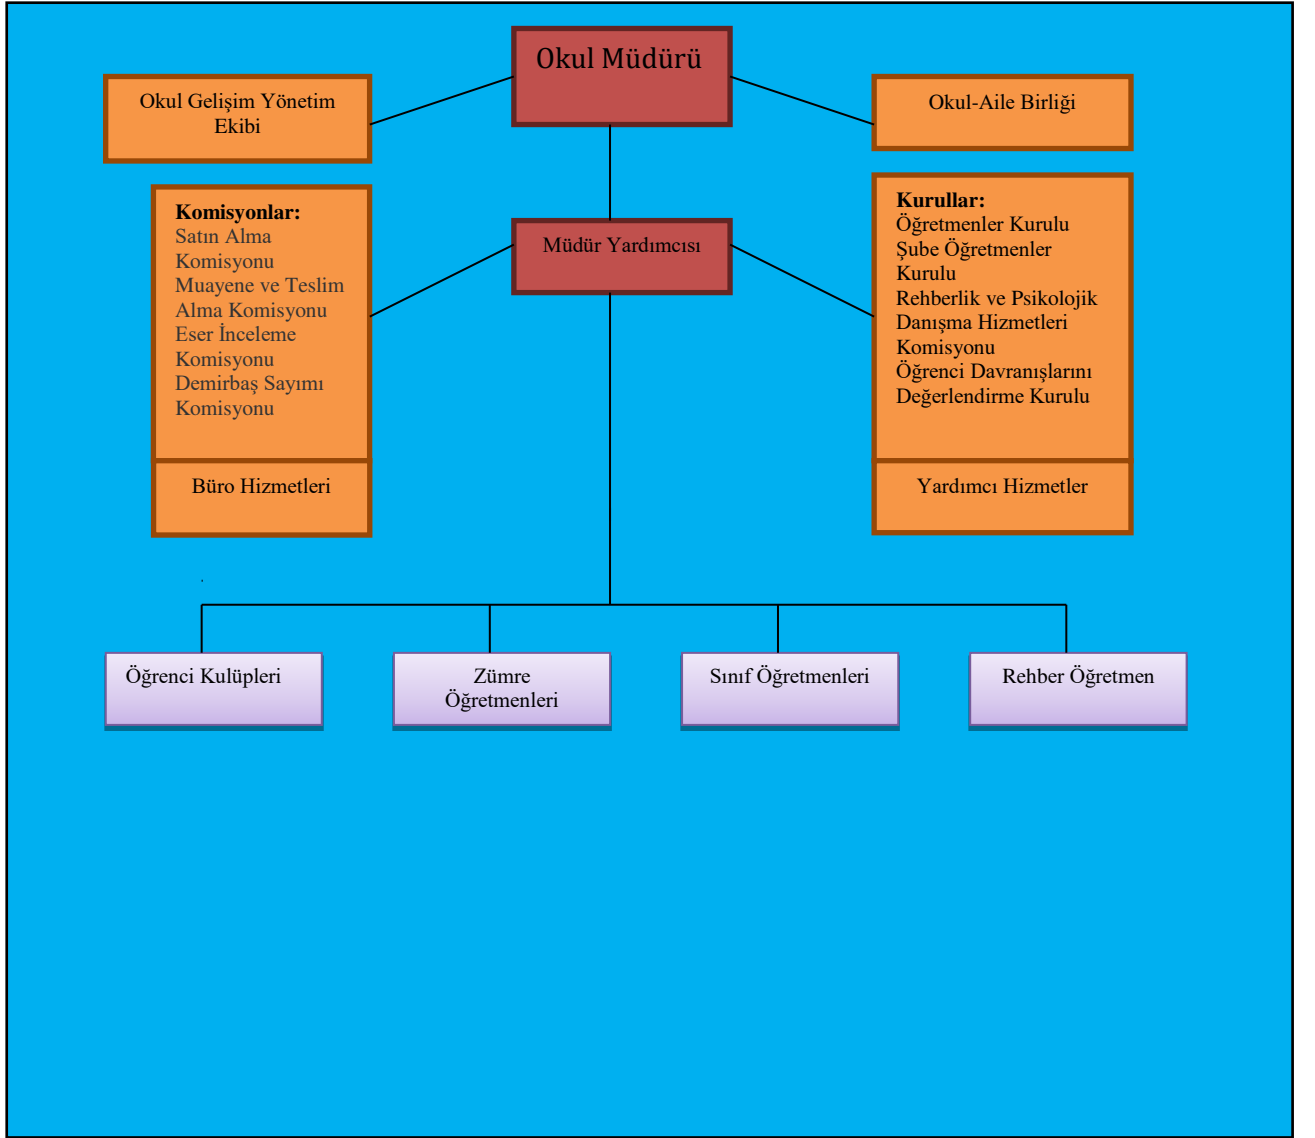 Okul Müdürü
Okul Gelişim Yönetim
Ekibi
Okul-Aile Birliği
Komisyonlar:
Satın Alma
Komisyonu
Muayene ve Teslim
Alma Komisyonu
Eser İnceleme
Komisyonu
Demirbaş Sayımı
Komisyonu
Müdür Yardımcısı
Kurullar:
Öğretmenler Kurulu
Şube Öğretmenler
Kurulu
Rehberlik ve Psikolojik
Danışma Hizmetleri
Komisyonu
Öğrenci Davranışlarını
Değerlendirme Kurulu
Büro Hizmetleri
Yardımcı Hizmetler
Öğrenci Kulüpleri
Zümre
Öğretmenleri
Sınıf Öğretmenleri
Rehber Öğretmen